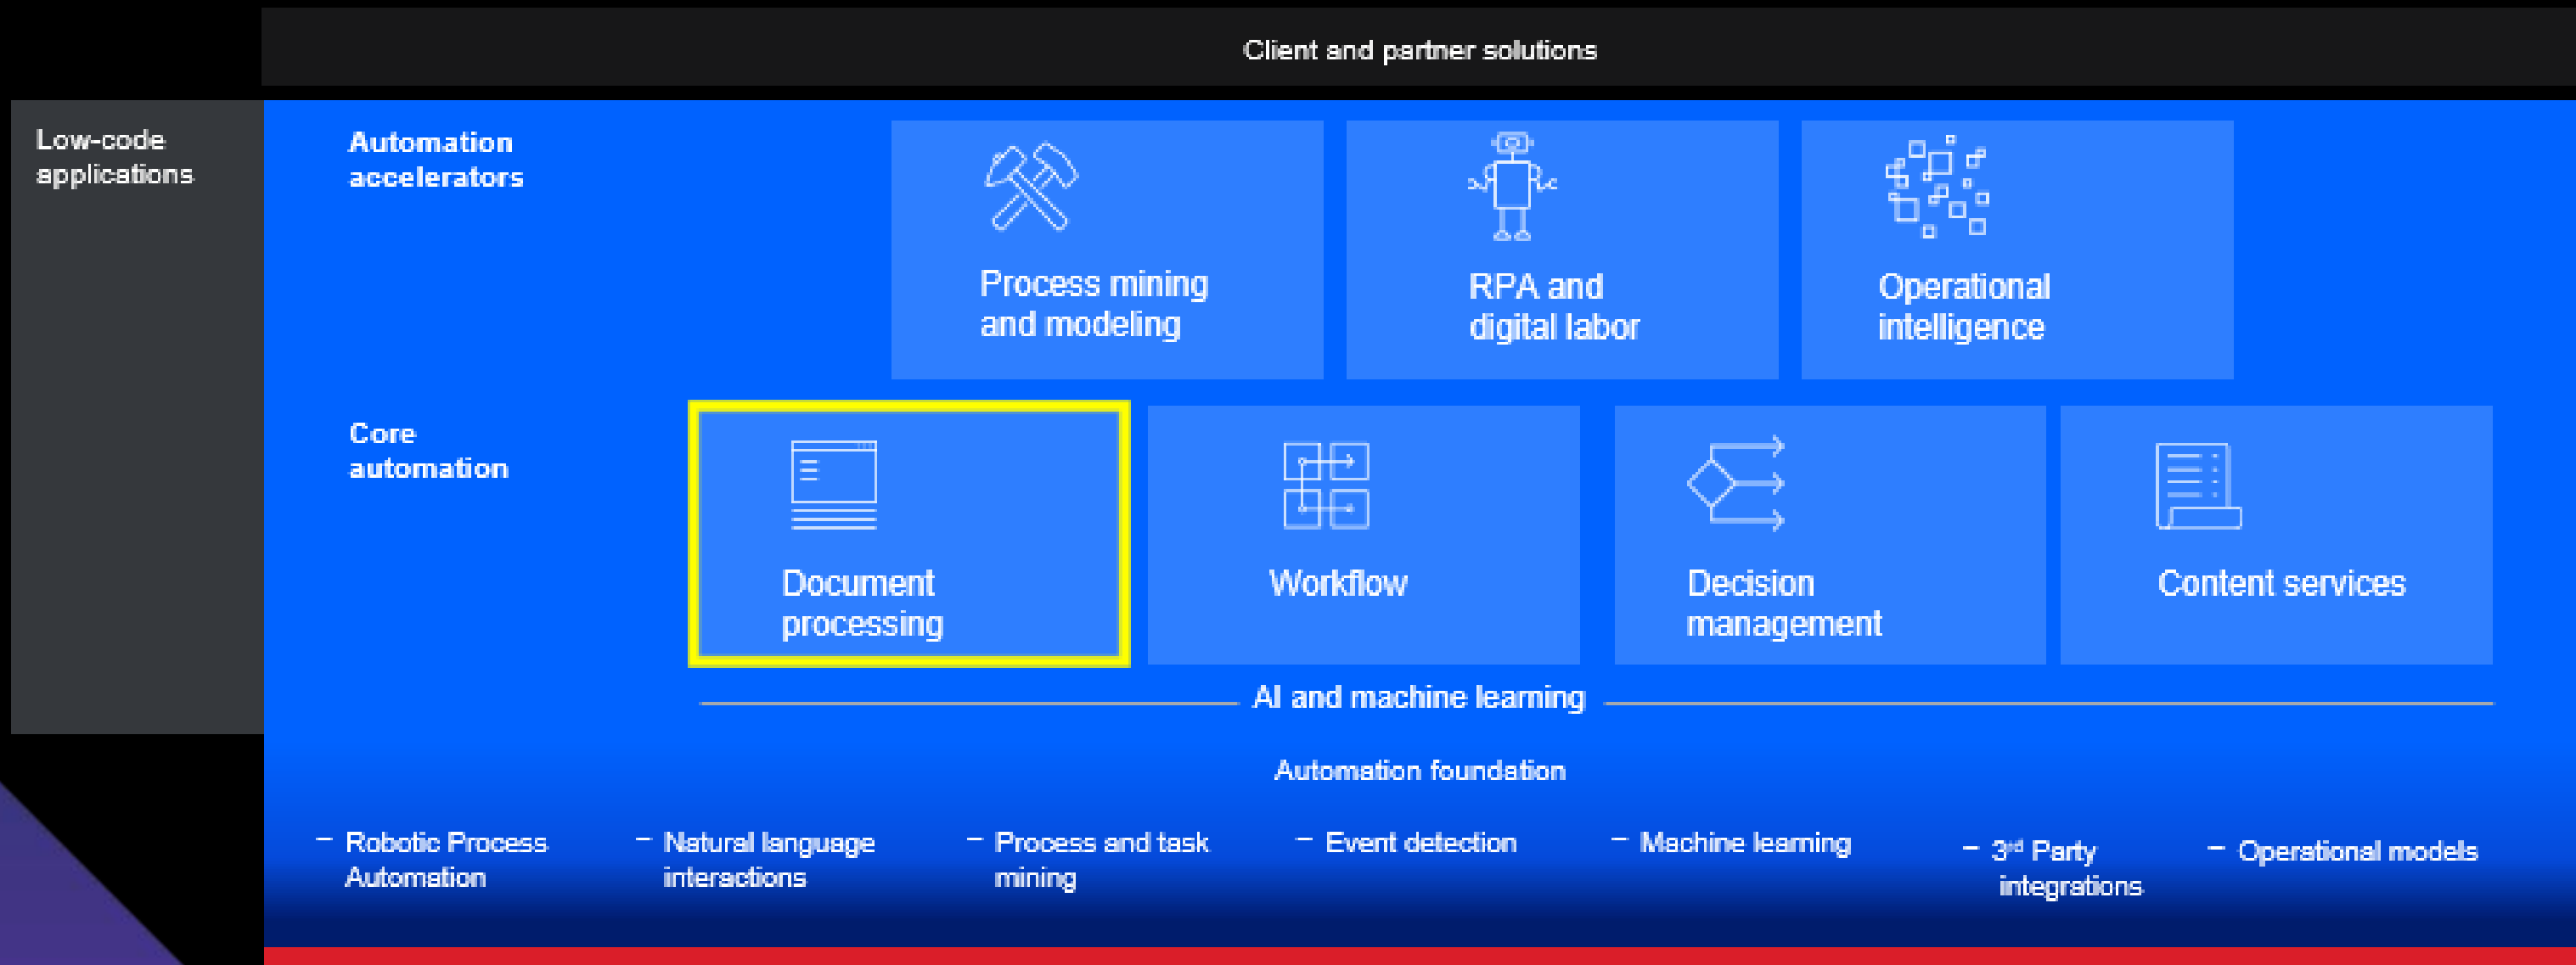 Client and partner solutions
Low-code
applications
Automation
accelerators
Process mining
and modeling
RPA and
digital labor
Operational
intelligence
Core
automation
Document
processing
Workflow
Decision
management
Content services
AI and machine learning
Automation foundation
– Robotic Process
Automation
– Natural language
interactions
– Process and task
mining
– Event detection
– Machine learning
– 3rd Party
integrations
– Operational models